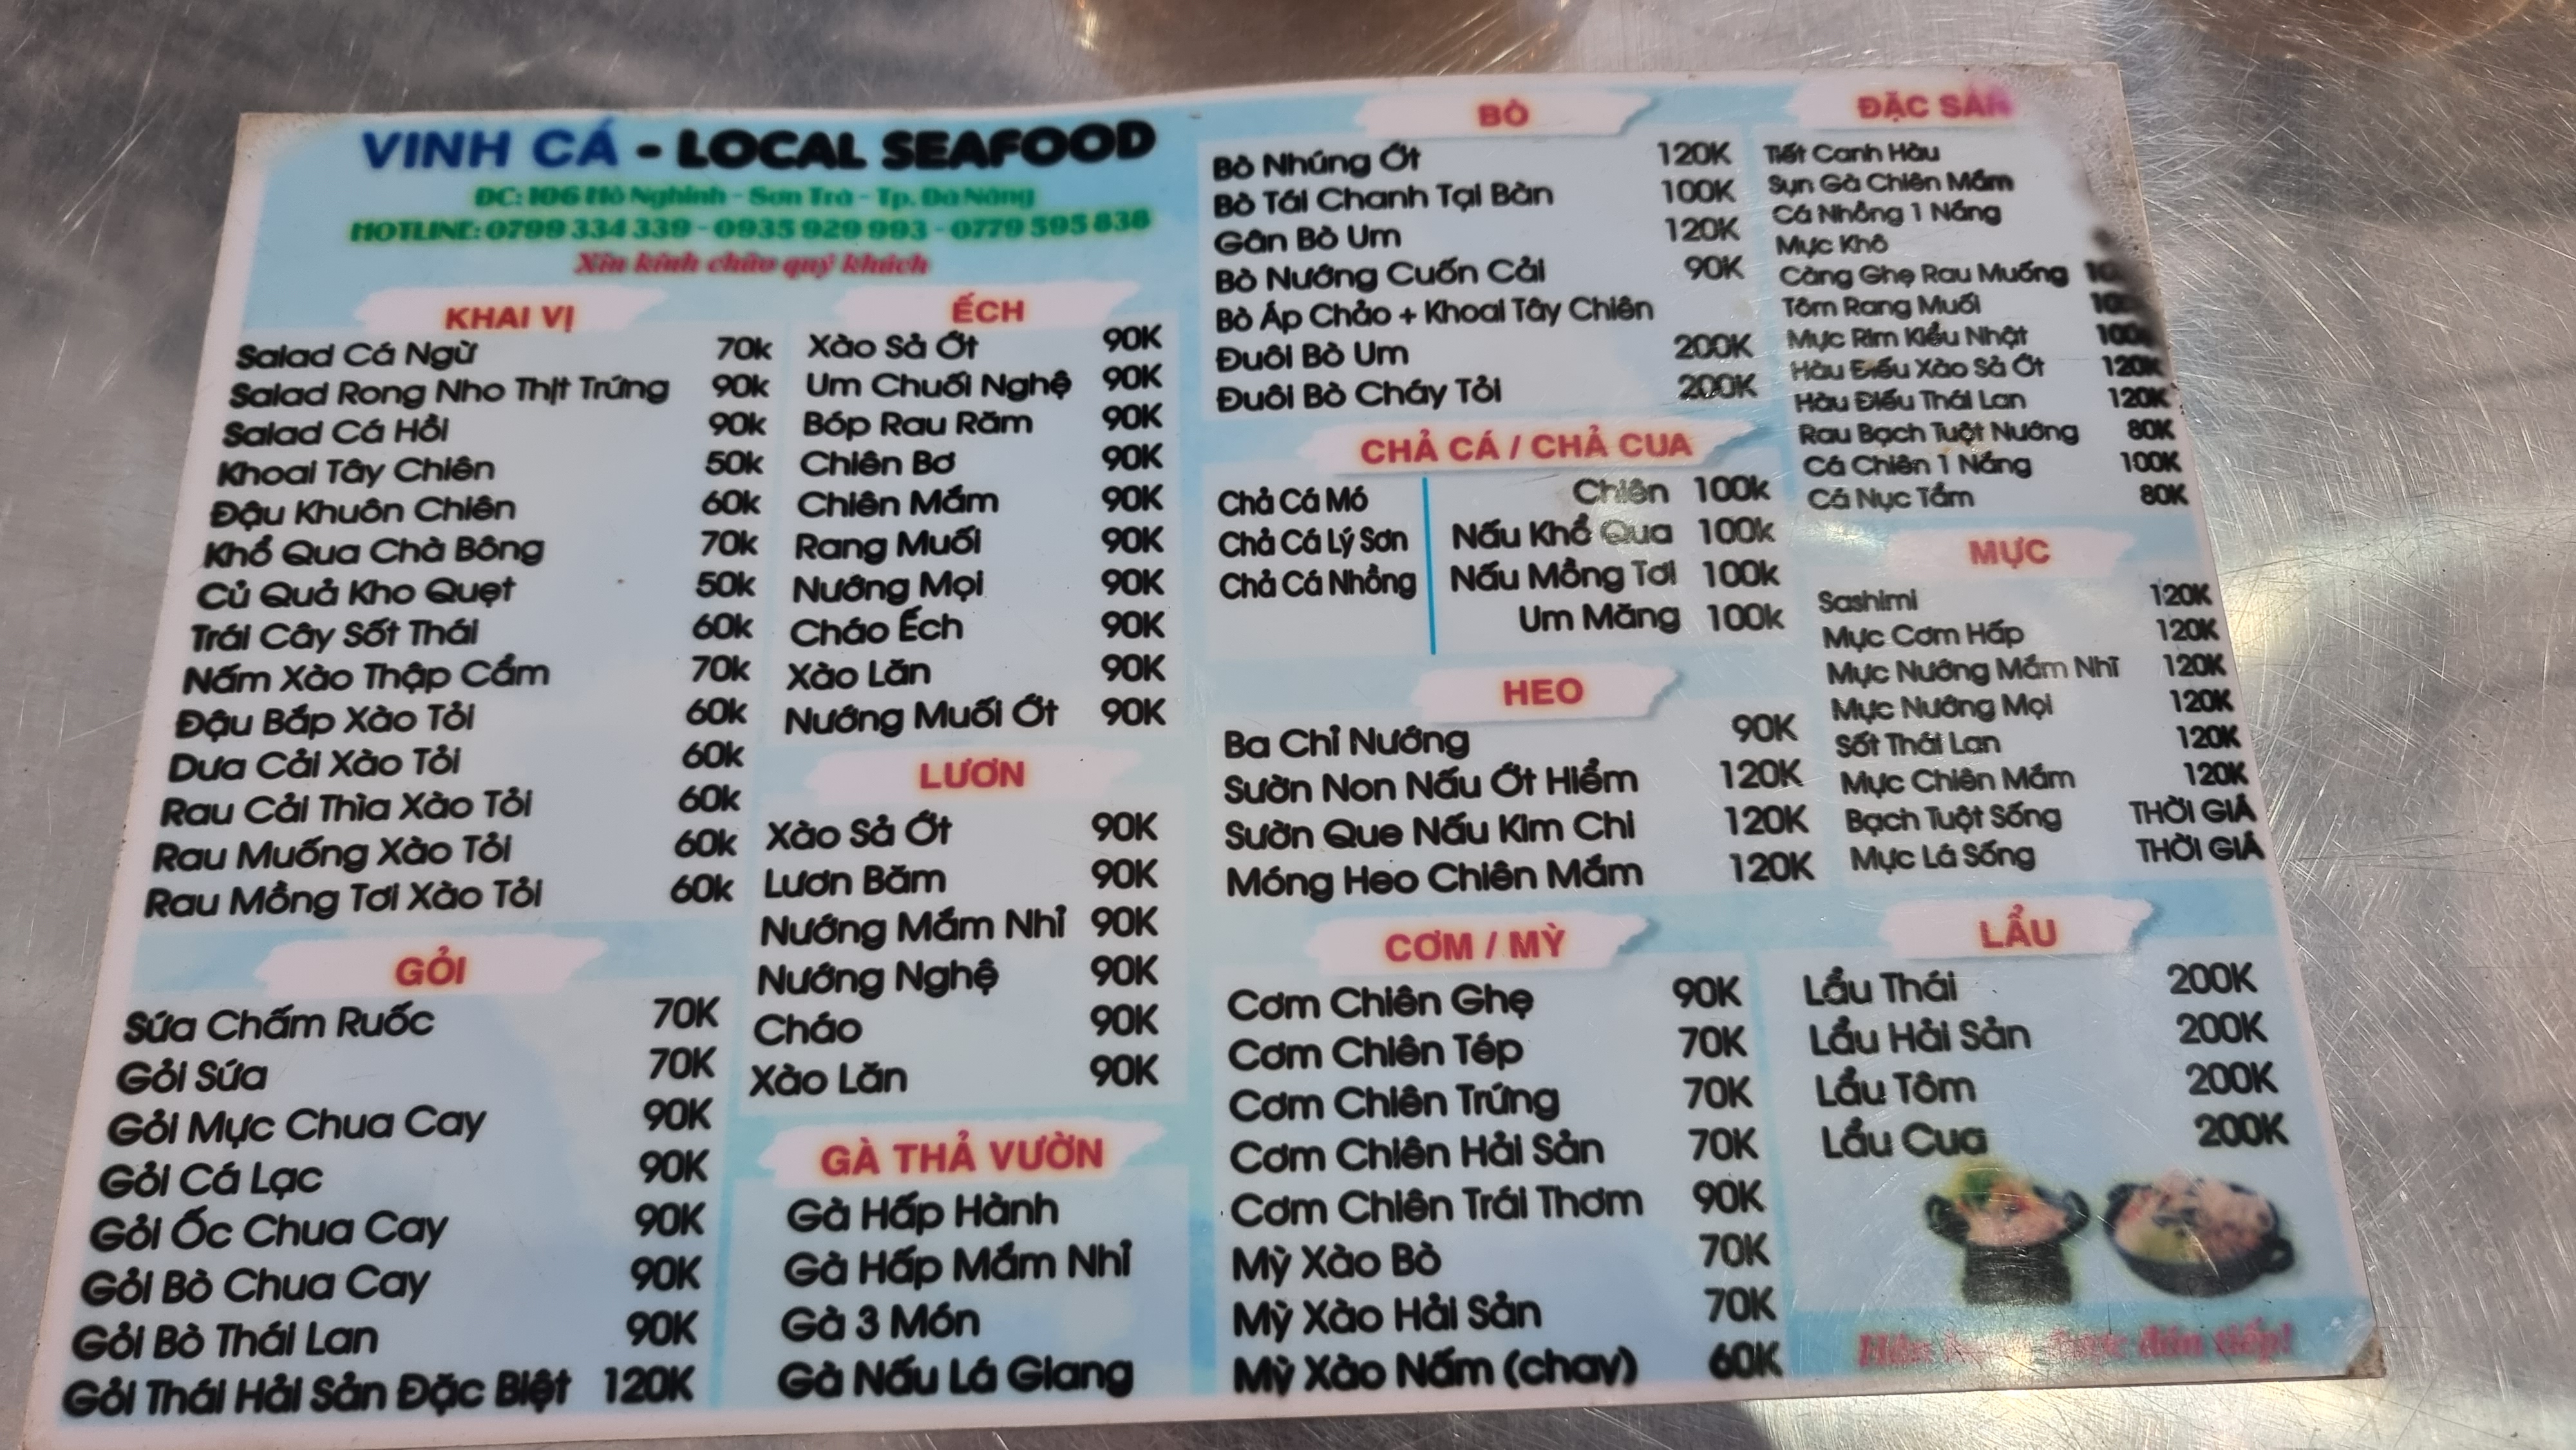 VINH CÁ - LOCAL SEAFOOD
ĐC: 106 Hồ Nghinh - Sơn Trà - Tp. Đà Nẵng
HOTLINE: 0799 334 339 - 0935 929 993 - 0779 595 838
Xin kính chào quý khách
KHAI VỊ
Salad Cá Ngừ 70k
Salad Rong Nho Thịt Trứng 90k
Salad Cá Hồi 90k
Khoai Tây Chiên 50k
Đậu Khuôn Chiên 60k
Khổ Qua Chà Bông 70k
Củ Quả Kho Quẹt 50k
Trái Cây Sốt Thái 60k
Nấm Xào Thập Cẩm 70k
Đậu Bắp Xào Tỏi 60k
Dưa Cải Xào Tỏi 60k
Rau Cải Thìa Xào Tỏi 60k
Rau Muống Xào Tỏi 60k
Rau Mồng Tơi Xào Tỏi 60k
GỎI
Sứa Chấm Ruốc 70K
Gỏi Sứa 70K
Gỏi Mực Chua Cay 90K
Gỏi Cá Lạc 90K
Gỏi Ốc Chua Cay 90K
Gỏi Bò Chua Cay 90K
Gỏi Bò Thái Lan 90K
Gỏi Thái Hải Sản Đặc Biệt 120K
ẾCH
Xào Sả Ớt 90K
Um Chuối Nghệ 90K
Bóp Rau Răm 90K
Chiên Bơ 90K
Chiên Mắm 90K
Rang Muối 90K
Nướng Mọi 90K
Cháo Ếch 90K
Xào Lăn 90K
Nướng Muối Ớt 90K
LƯƠN
Xào Sả Ớt 90K
Lươn Băm 90K
Nướng Mắm Nhỉ 90K
Nướng Nghệ 90K
Cháo 90K
Xào Lăn 90K
GÀ THẢ VƯỜN
Gà Hấp Hành
Gà Hấp Mắm Nhỉ
Gà 3 Món
Gà Nấu Lá Giang
BÒ
Bò Nhúng Ớt 120K
Bò Tái Chanh Tại Bàn 100K
Gân Bò Um 120K
Bò Nướng Cuốn Cải 90K
Bò Áp Chảo + Khoai Tây Chiên
Đuôi Bò Um 200K
Đuôi Bò Cháy Tỏi 200K
CHẢ CÁ / CHẢ CUA
Chả Cá Mó
Chả Cá Lý Sơn
Chả Cá Nhồng
Chiên 100k
Nấu Khổ Qua 100k
Nấu Mồng Tơi 100k
Um Măng 100k
HEO
Ba Chỉ Nướng 90K
Sườn Non Nấu Ớt Hiểm 120K
Sườn Que Nấu Kim Chi 120K
Móng Heo Chiên Mắm 120K
CƠM / MỲ
Cơm Chiên Ghẹ 90K
Cơm Chiên Tép 70K
Cơm Chiên Trứng 70K
Cơm Chiên Hải Sản 70K
Cơm Chiên Trái Thơm 90K
Mỳ Xào Bò 70K
Mỳ Xào Hải Sản 70K
Mỳ Xào Nấm (chay) 60K
ĐẶC SẢN
Tiết Canh Hàu
Sụn Gà Chiên Mắm
Cá Nhồng 1 Nắng
Mực Khô
Càng Ghẹ Rau Muống
Tôm Rang Muối
Mực Rim Kiểu Nhật 100k
Hàu Điếu Xào Sả Ớt 120K
Hàu Điếu Thái Lan 120K
Rau Bạch Tuột Nướng 80K
Cá Chiên 1 Nắng 100K
Cá Nục Tẩm 80K
MỰC
Sashimi 120K
Mực Cơm Hấp 120K
Mực Nướng Mắm Nhĩ 120K
Mực Nướng Mọi 120K
Sốt Thái Lan 120K
Mực Chiên Mắm 120K
Bạch Tuột Sống THỜI GIÁ
Mực Lá Sống THỜI GIÁ
LẨU
Lẩu Thái 200K
Lẩu Hải Sản 200K
Lẩu Tôm 200K
Lẩu Cua 200K
được đón tiếp!